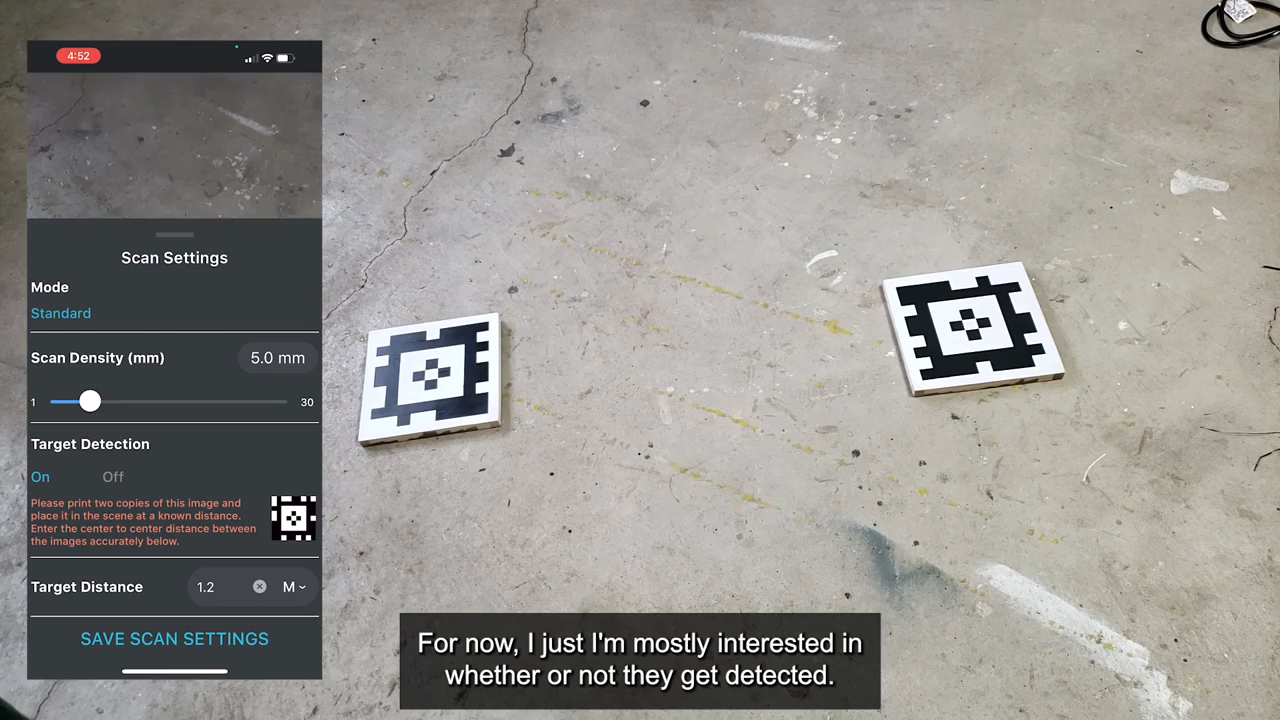 4:52
Scan Settings
Mode
Standard
Scan Density (mm)
5.0 mm
1
30
Target Detection
On
Off
Please print two copies of this image and
place it in the scene at a known distance.
Enter the center to center distance between
the images accurately below.
Target Distance
1.2
M
SAVE SCAN SETTINGS
For now, I just I'm mostly interested in
whether or not they get detected.